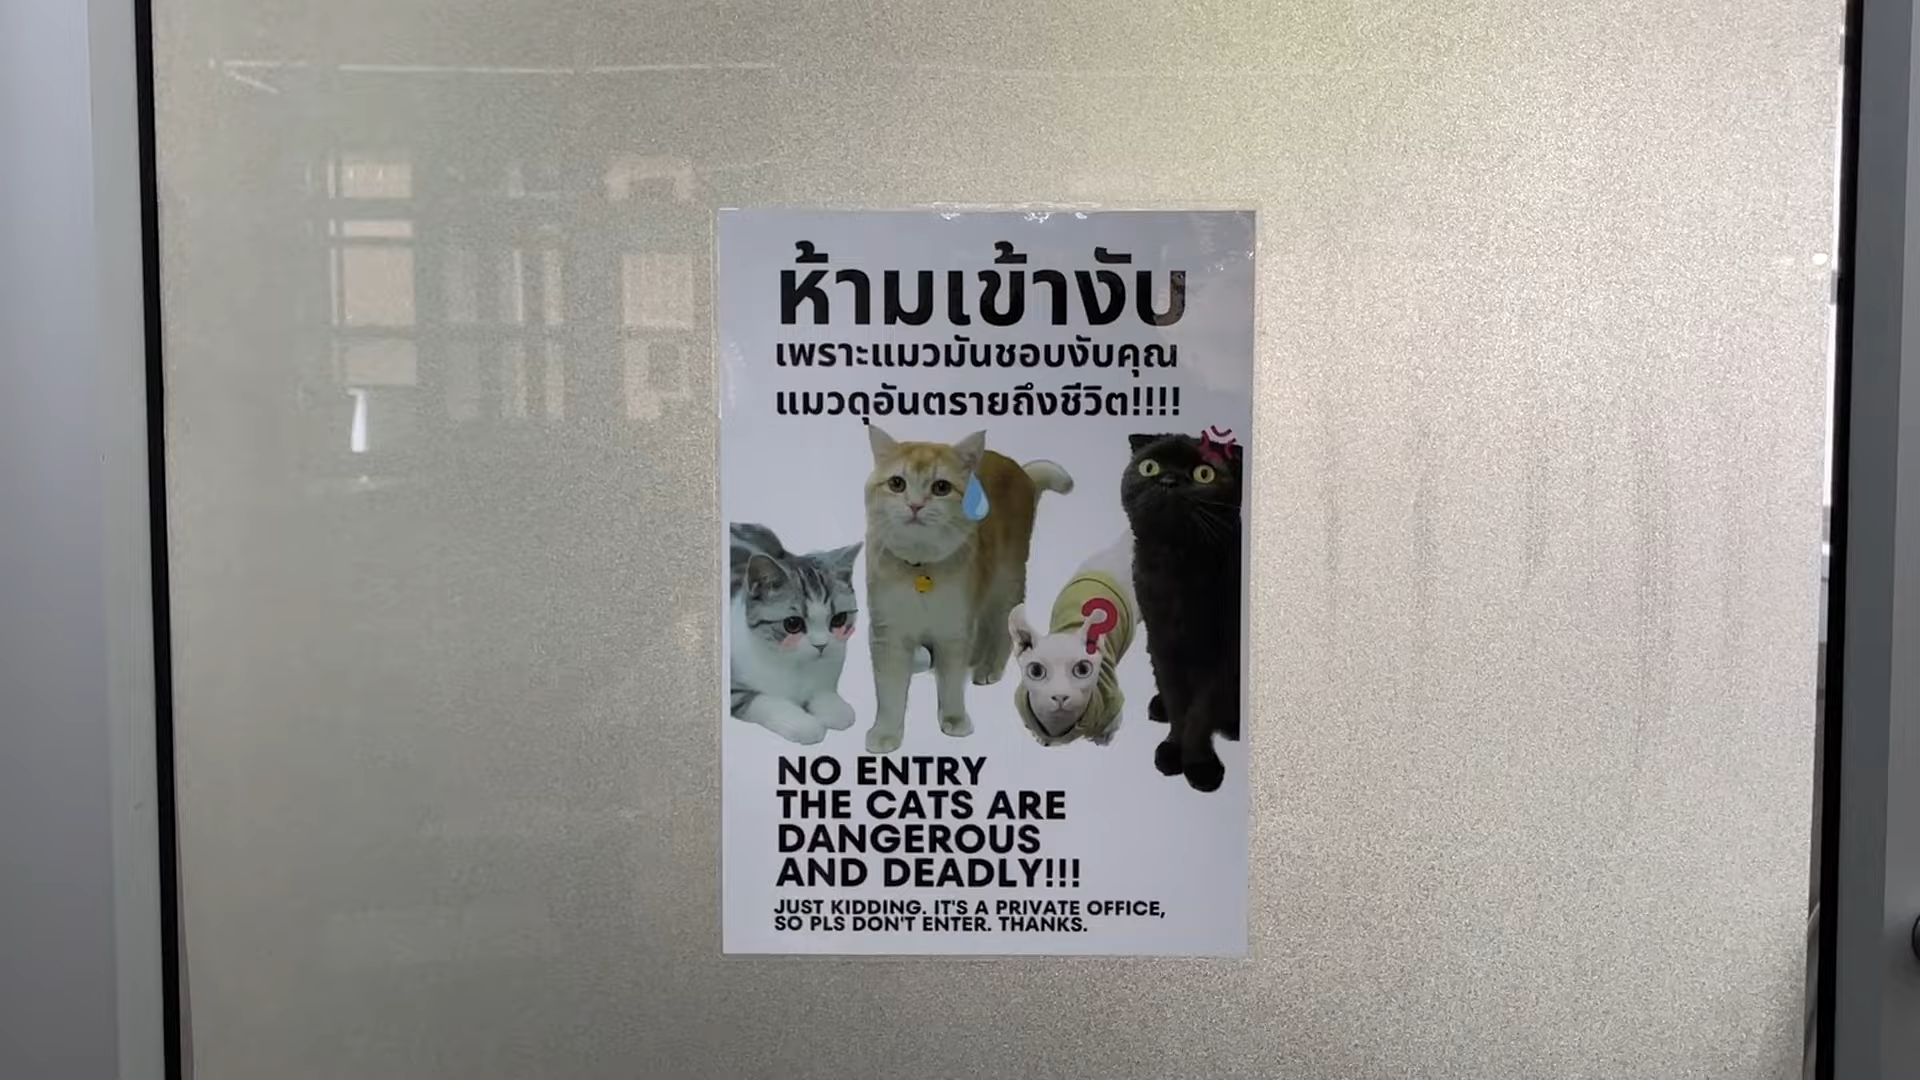 ห้ามเข้างับ
เพราะแมวมันชอบงับคุณ
แมวดุอันตรายถึงชีวิต!!!!
?
NO ENTRY
THE CATS ARE
DANGEROUS
AND DEADLY!!!
JUST KIDDING. IT'S A PRIVATE OFFICE,
SO PLS DON'T ENTER. THANKS.